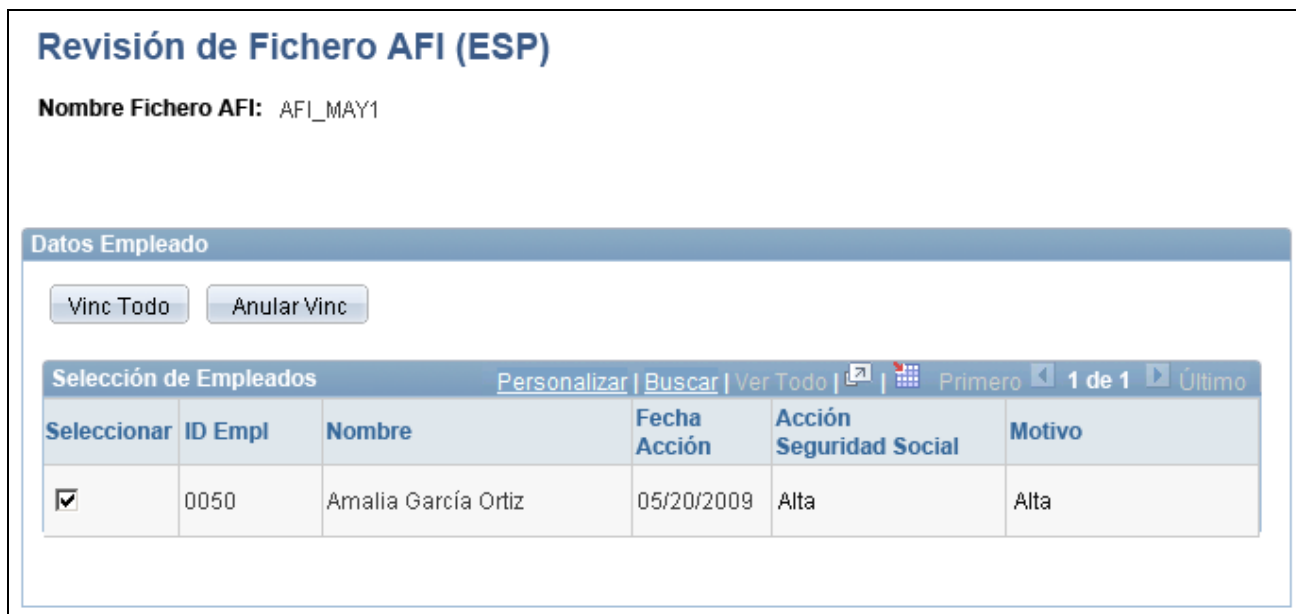 Revisión de Fichero AFI (ESP)
Nombre Fichero AFI: AFI_MAY1
Datos Empleado
Vinc Todo Anular Vinc
Selección de Empleados Personalizar | Buscar | Ver Todo | | Primero 1 de 1 Último
Seleccionar ID Empl Nombre Fecha Acción Acción Seguridad Social Motivo
0050 Amalia García Ortiz 05/20/2009 Alta Alta